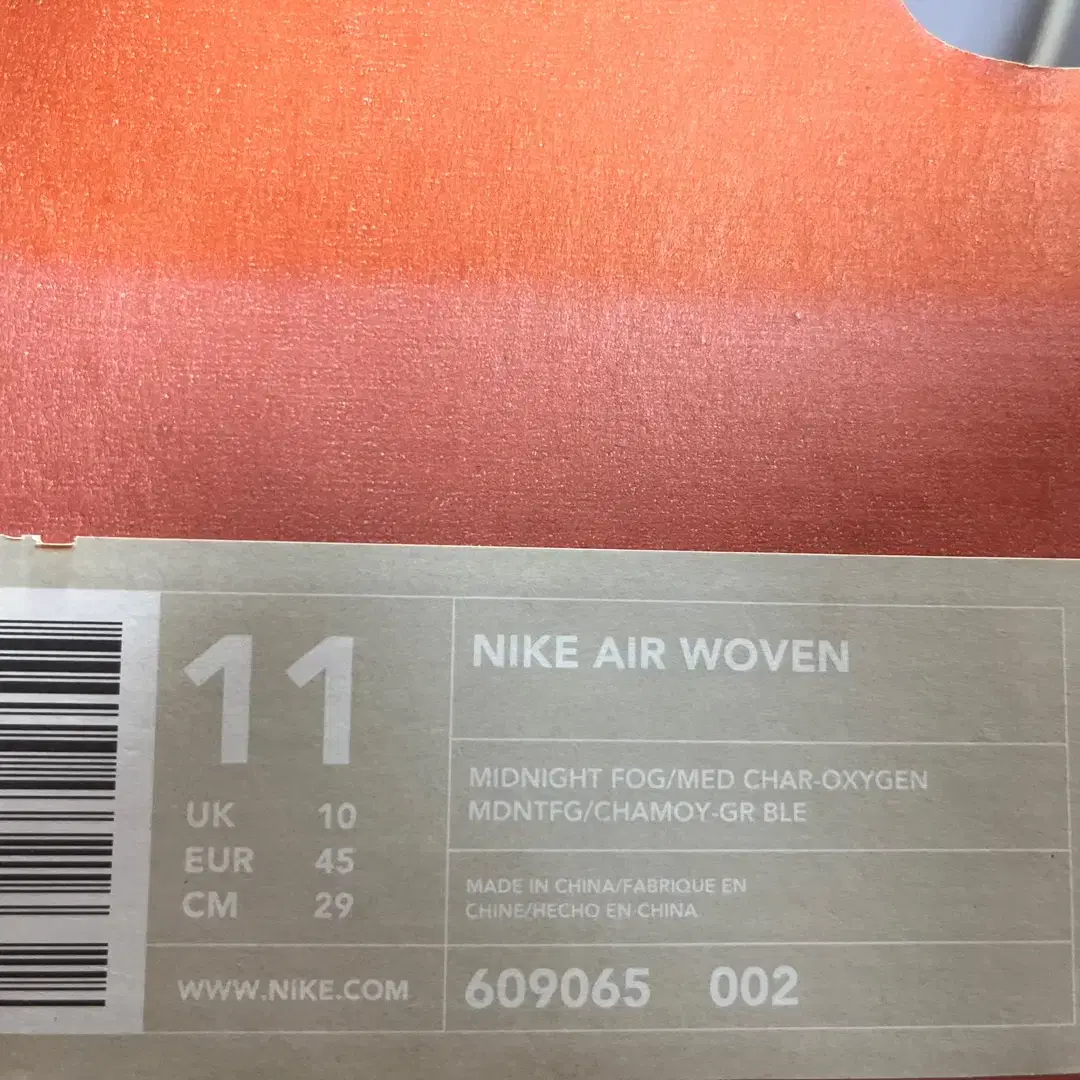 11
UK 10
EUR 45
CM 29
WWW.NIKE.COM
NIKE AIR WOVEN
MIDNIGHT FOG/MED CHAR-OXYGEN
MDNTFG/CHAMOY-GR BLE
MADE IN CHINA/FABRIQUE EN
CHINE/HECHO EN CHINA
609065 002